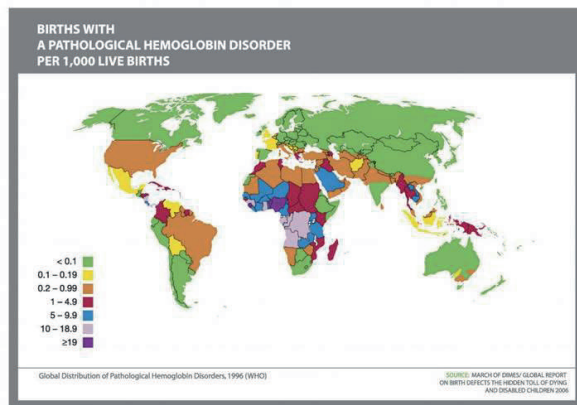 BIRTHS WITH
A PATHOLOGICAL HEMOGLOBIN DISORDER
PER 1,000 LIVE BIRTHS
< 0.1
0.1 – 0.19
0.2 – 0.99
1 – 4.9
5 – 9.9
10 – 18.9
≥19
Global Distribution of Pathological Hemoglobin Disorders, 1996 (WHO)
SOURCE: MARCH OF DIMES/ GLOBAL REPORT
ON BIRTH DEFECTS THE HIDDEN TOLL OF DYING
AND DISABLED CHILDREN 2006